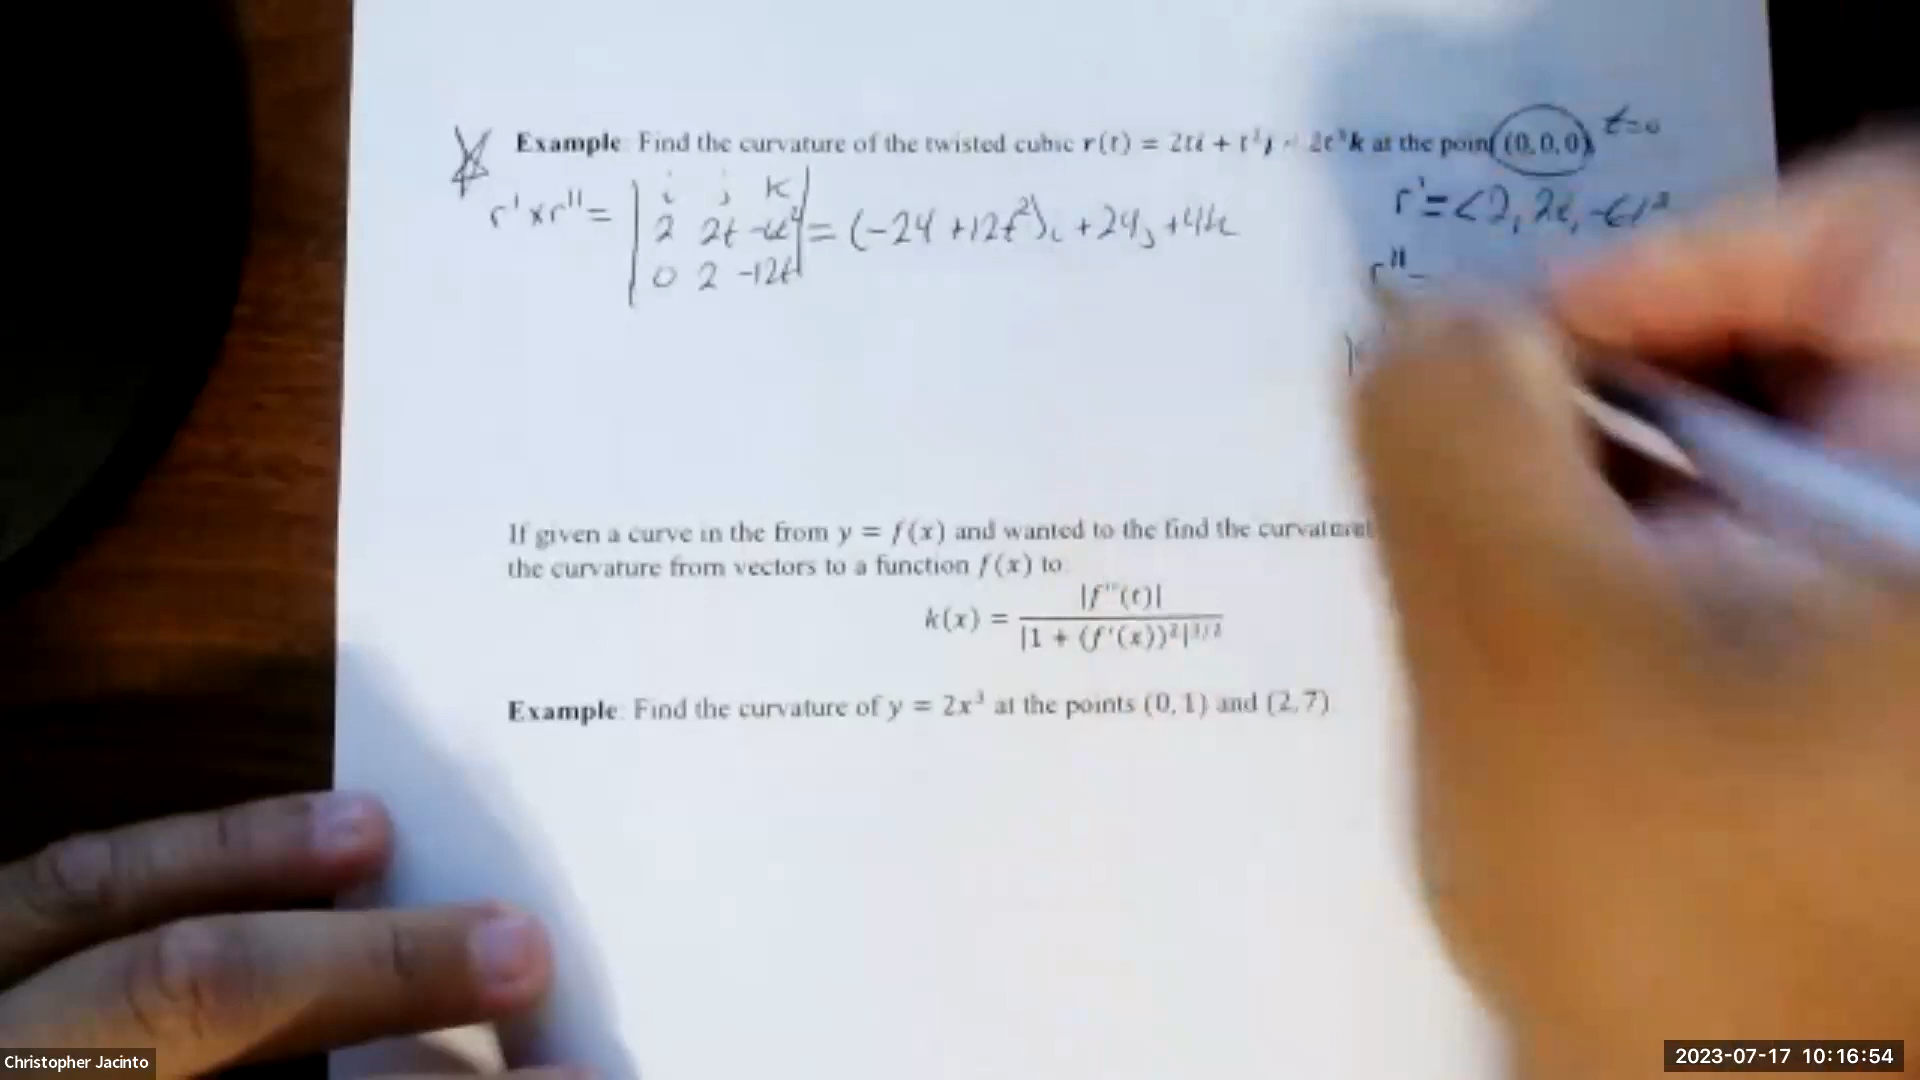 Example: Find the curvature of the twisted cubic r(t) = 2ti + t²j - 2t³k at the point (0,0,0). t=0
r' x r'' = | i j k | r' = <2, 2t, -6t²
2 2t = (-24 +12t²)i + 24j + 4k
0 2 -12t r'' =
If given a curve in the from y = f(x) and wanted to the find the curvature
the curvature from vectors to a function f(x) to:
k(x) = |f''(t)| / |1 + (f'(x))²|^3/2
Example: Find the curvature of y = 2x³ at the points (0, 1) and (2, 7)
Christopher Jacinto
2023-07-17 10:16:54